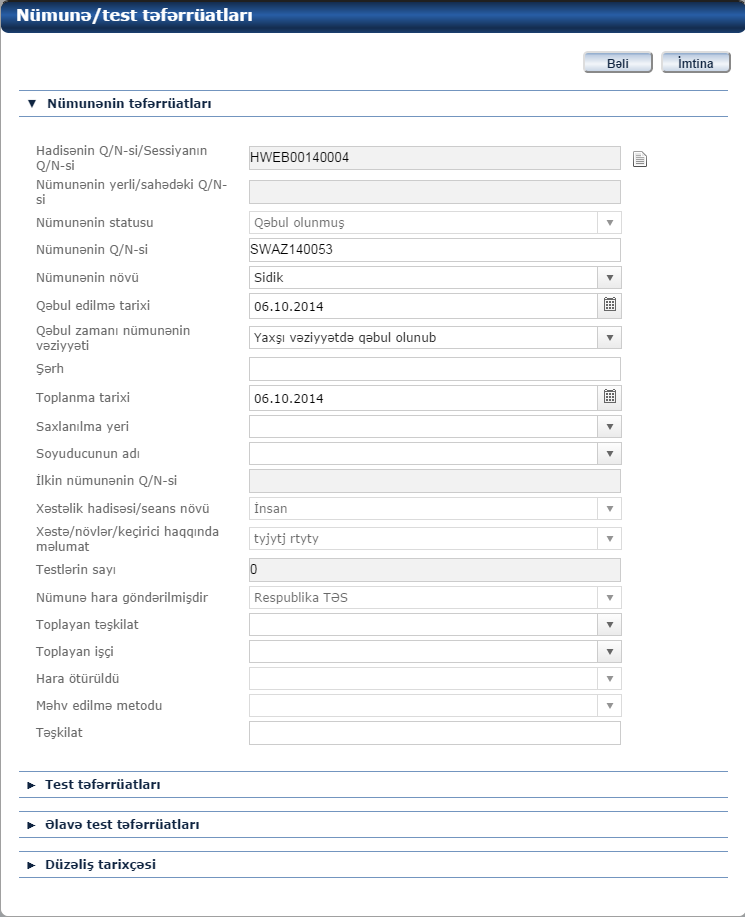 Nümunə/test təfərrüatları
Bəli İmtina
▼ Nümunənin təfərrüatları
Hadisənin Q/N-si/Sessiyanın
Q/N-si
HWEB00140004
Nümunənin yerli/sahədəki Q/N-
si
Nümunənin statusu Qəbul olunmuş
Nümunənin Q/N-si SWAZ140053
Nümunənin növü Sidik
Qəbul edilmə tarixi 06.10.2014
Qəbul zamanı nümunənin
vəziyyəti
Yaxşı vəziyyətdə qəbul olunub
Şərh
Toplanma tarixi 06.10.2014
Saxlanılma yeri
Soyuducunun adı
İlkin nümunənin Q/N-si
Xəstəlik hadisəsi/seans növü İnsan
Xəstə/növlər/keçirici haqqında
məlumat
tyjytj rtyty
Testlərin sayı 0
Nümunə hara göndərilmişdir Respublika TƏS
Toplayan təşkilat
Toplayan işçi
Hara ötürüldü
Məhv edilmə metodu
Təşkilat
► Test təfərrüatları
► Əlavə test təfərrüatları
► Düzəliş tarixçəsi